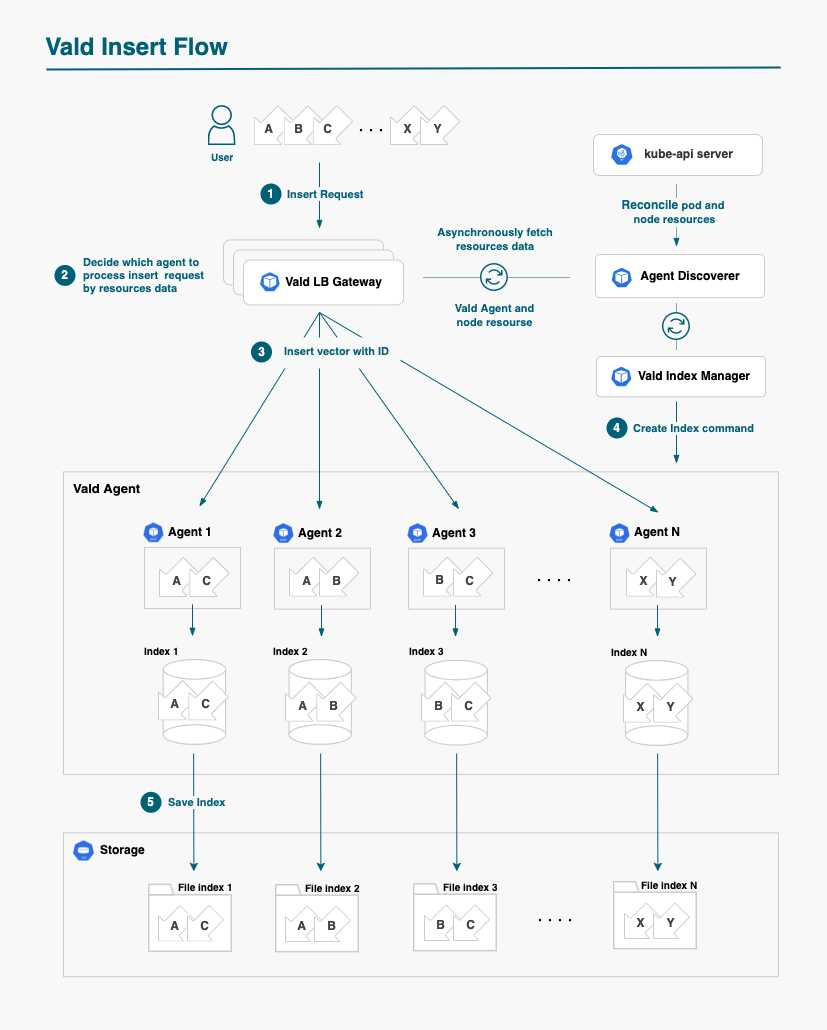 Vald Insert Flow
User
A B C . . . X Y
kube-api server
1 Insert Request
Reconcile pod and
node resources
Asynchronously fetch
resources data
2 Decide which agent to
process insert request
by resources data
Vald LB Gateway
Agent Discoverer
Vald Agent and
node resourse
3 Insert vector with ID
Vald Index Manager
4 Create Index command
Vald Agent
Agent 1 Agent 2 Agent 3 Agent N
A C A B B C . . . . X Y
Index 1 Index 2 Index 3 Index N
A C A B B C X Y
5 Save Index
Storage
File index 1 File index 2 File index 3 File index N
A C A B B C . . . . X Y